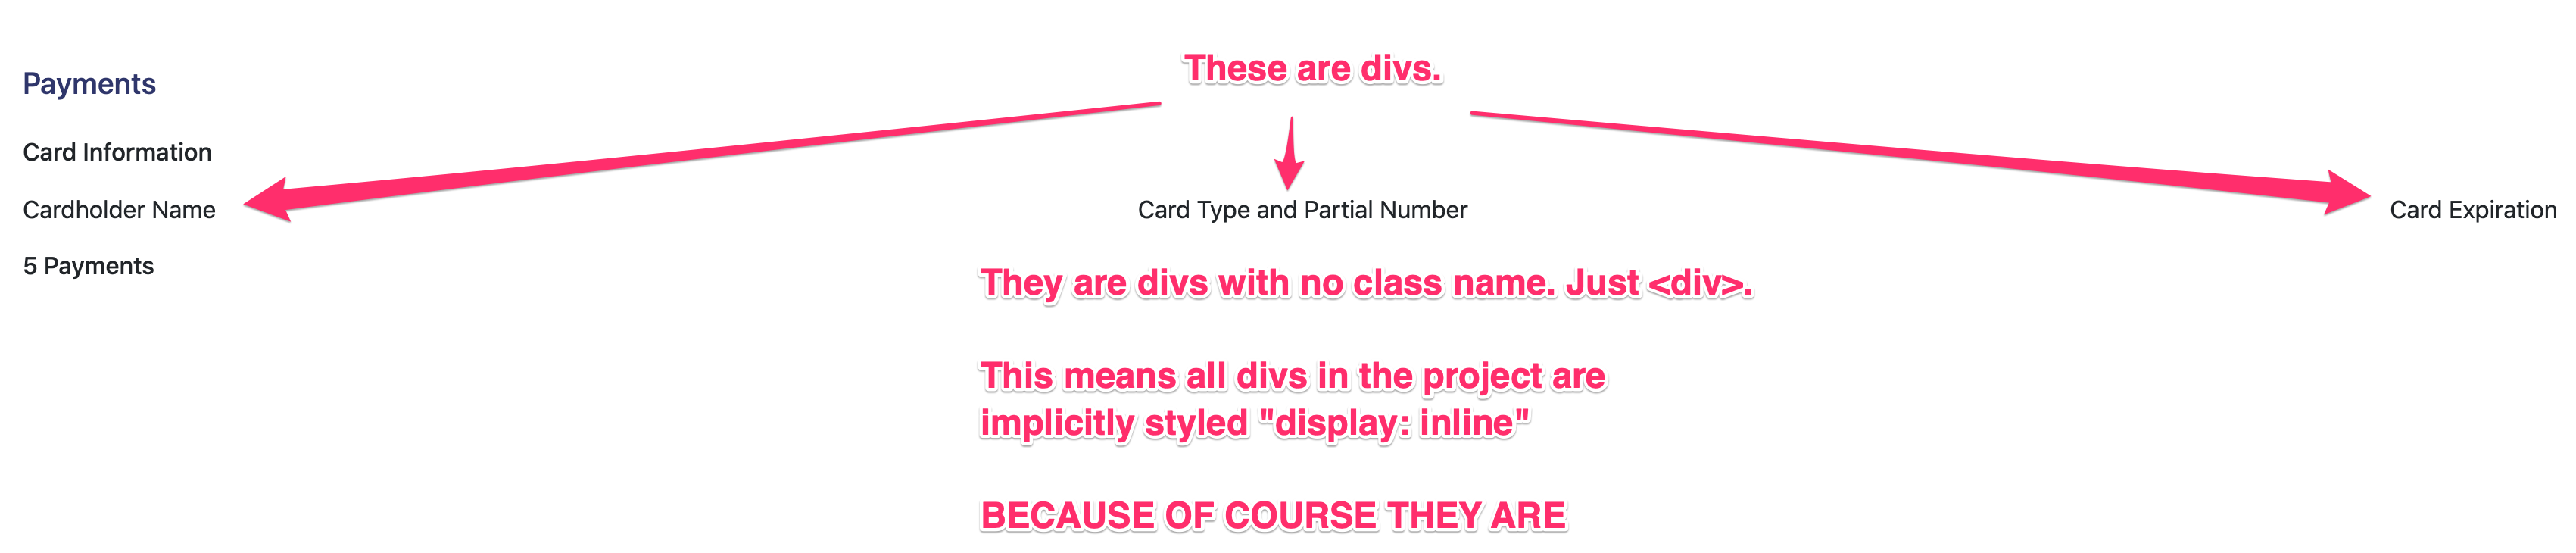 These are divs.
Payments
Card Information
Cardholder Name
Card Type and Partial Number
Card Expiration
5 Payments
They are divs with no class name. Just <div>.
This means all divs in the project are
implicitly styled "display: inline"
BECAUSE OF COURSE THEY ARE